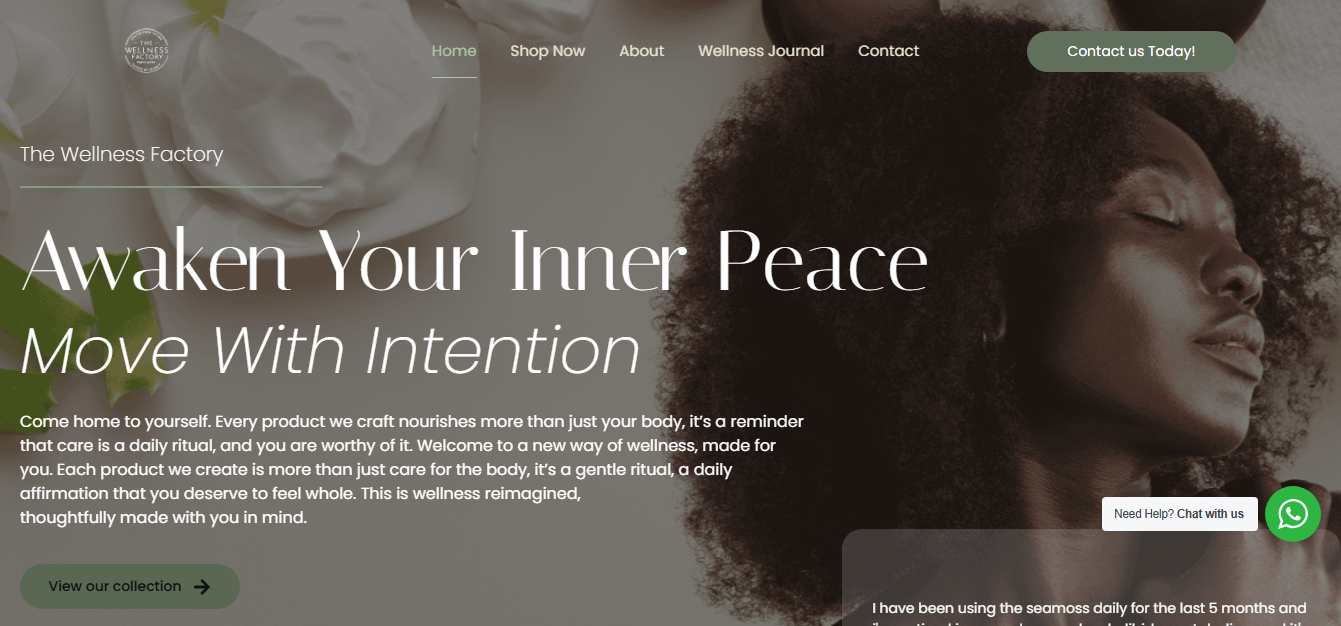 THE
WELLNESS
FACTORY
Home
Shop Now
About
Wellness Journal
Contact
Contact us Today!
The Wellness Factory
Awaken Your Inner Peace
Move With Intention
Come home to yourself. Every product we craft nourishes more than just your body, it’s a reminder
that care is a daily ritual, and you are worthy of it. Welcome to a new way of wellness, made for
you. Each product we create is more than just care for the body, it’s a gentle ritual, a daily
affirmation that you deserve to feel whole. This is wellness reimagined,
thoughtfully made with you in mind.
Need Help? Chat with us
View our collection
I have been using the seamoss daily for the last 5 months and